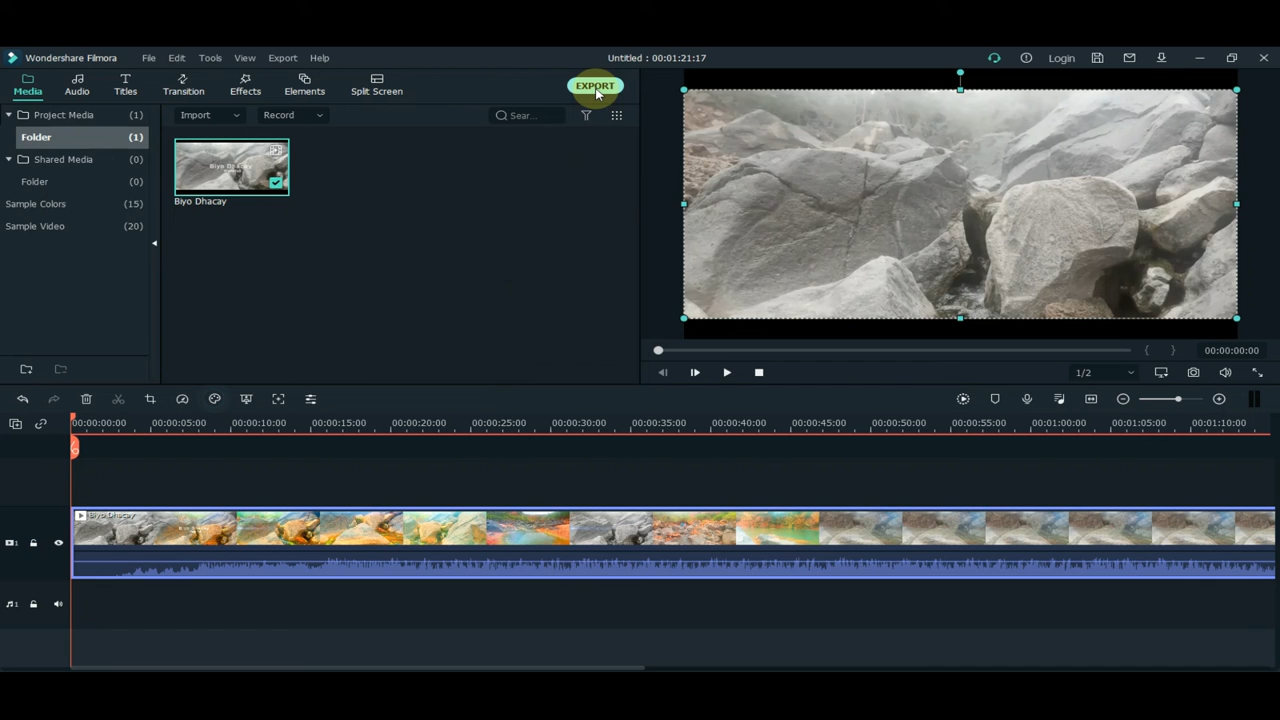 Wondershare Filmora File Edit Tools View Export Help Untitled : 00:01:21:17 Login
Media Audio Titles Transition Effects Elements Split Screen EXPORT
Project Media (1) Import Record Sear...
Folder (1)
Shared Media (0)
Folder (0)
Sample Colors (15)
Sample Video (20)
Biyo Dhacay
Biyo Dhacay
00:00:00:00
1/2
00:00:00:00 00:00:05:00 00:00:10:00 00:00:15:00 00:00:20:00 00:00:25:00 00:00:30:00 00:00:35:00 00:00:40:00 00:00:45:00 00:00:50:00 00:00:55:00 00:01:00:00 00:01:05:00 00:01:10:00
Biyo Dhacay
1
1